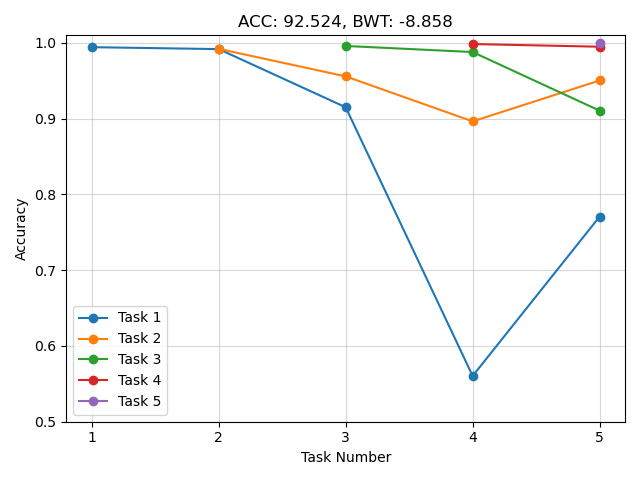 ACC: 92.524, BWT: -8.858
1.0
0.9
0.8
0.7
0.6
0.5
Accuracy
Task 1
Task 2
Task 3
Task 4
Task 5
1 2 3 4 5
Task Number